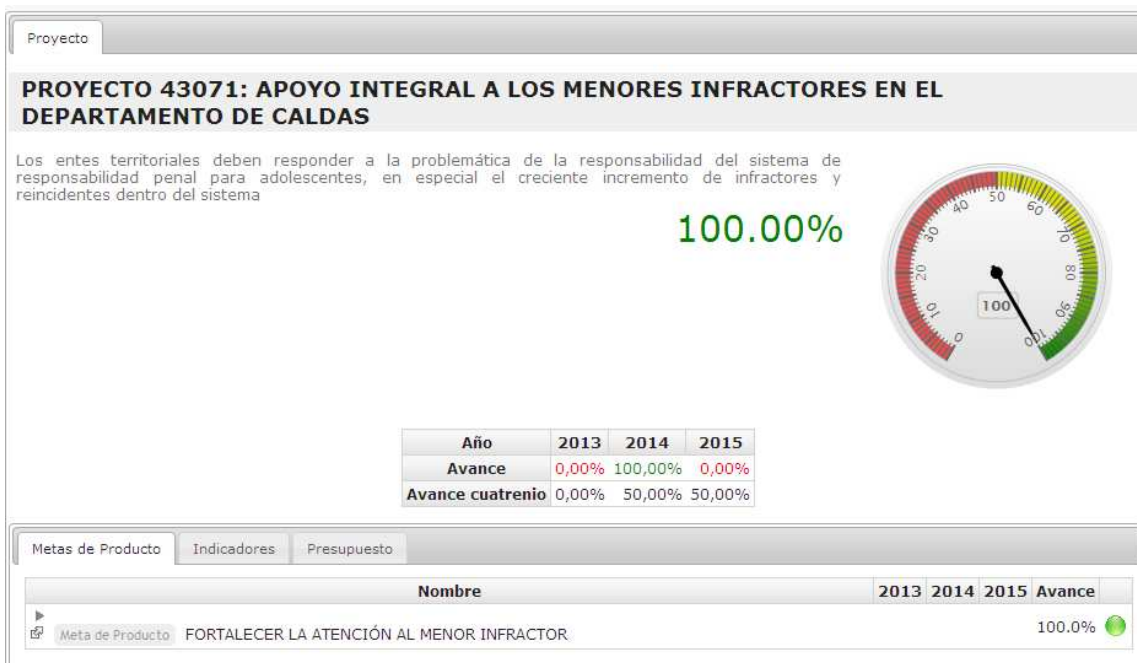 Proyecto
PROYECTO 43071: APOYO INTEGRAL A LOS MENORES INFRACTORES EN EL
DEPARTAMENTO DE CALDAS
Los entes territoriales deben responder a la problemática de la responsabilidad del sistema de
responsabilidad penal para adolescentes, en especial el creciente incremento de infractores y
reincidentes dentro del sistema
100.00%
0 10 20 30 40 50 60 70 80 90 100
100
Año 2013 2014 2015
Avance 0,00% 100,00% 0,00%
Avance cuatrenio 0,00% 50,00% 50,00%
Metas de Producto Indicadores Presupuesto
Nombre 2013 2014 2015 Avance
Meta de Producto FORTALECER LA ATENCIÓN AL MENOR INFRACTOR 100.0%